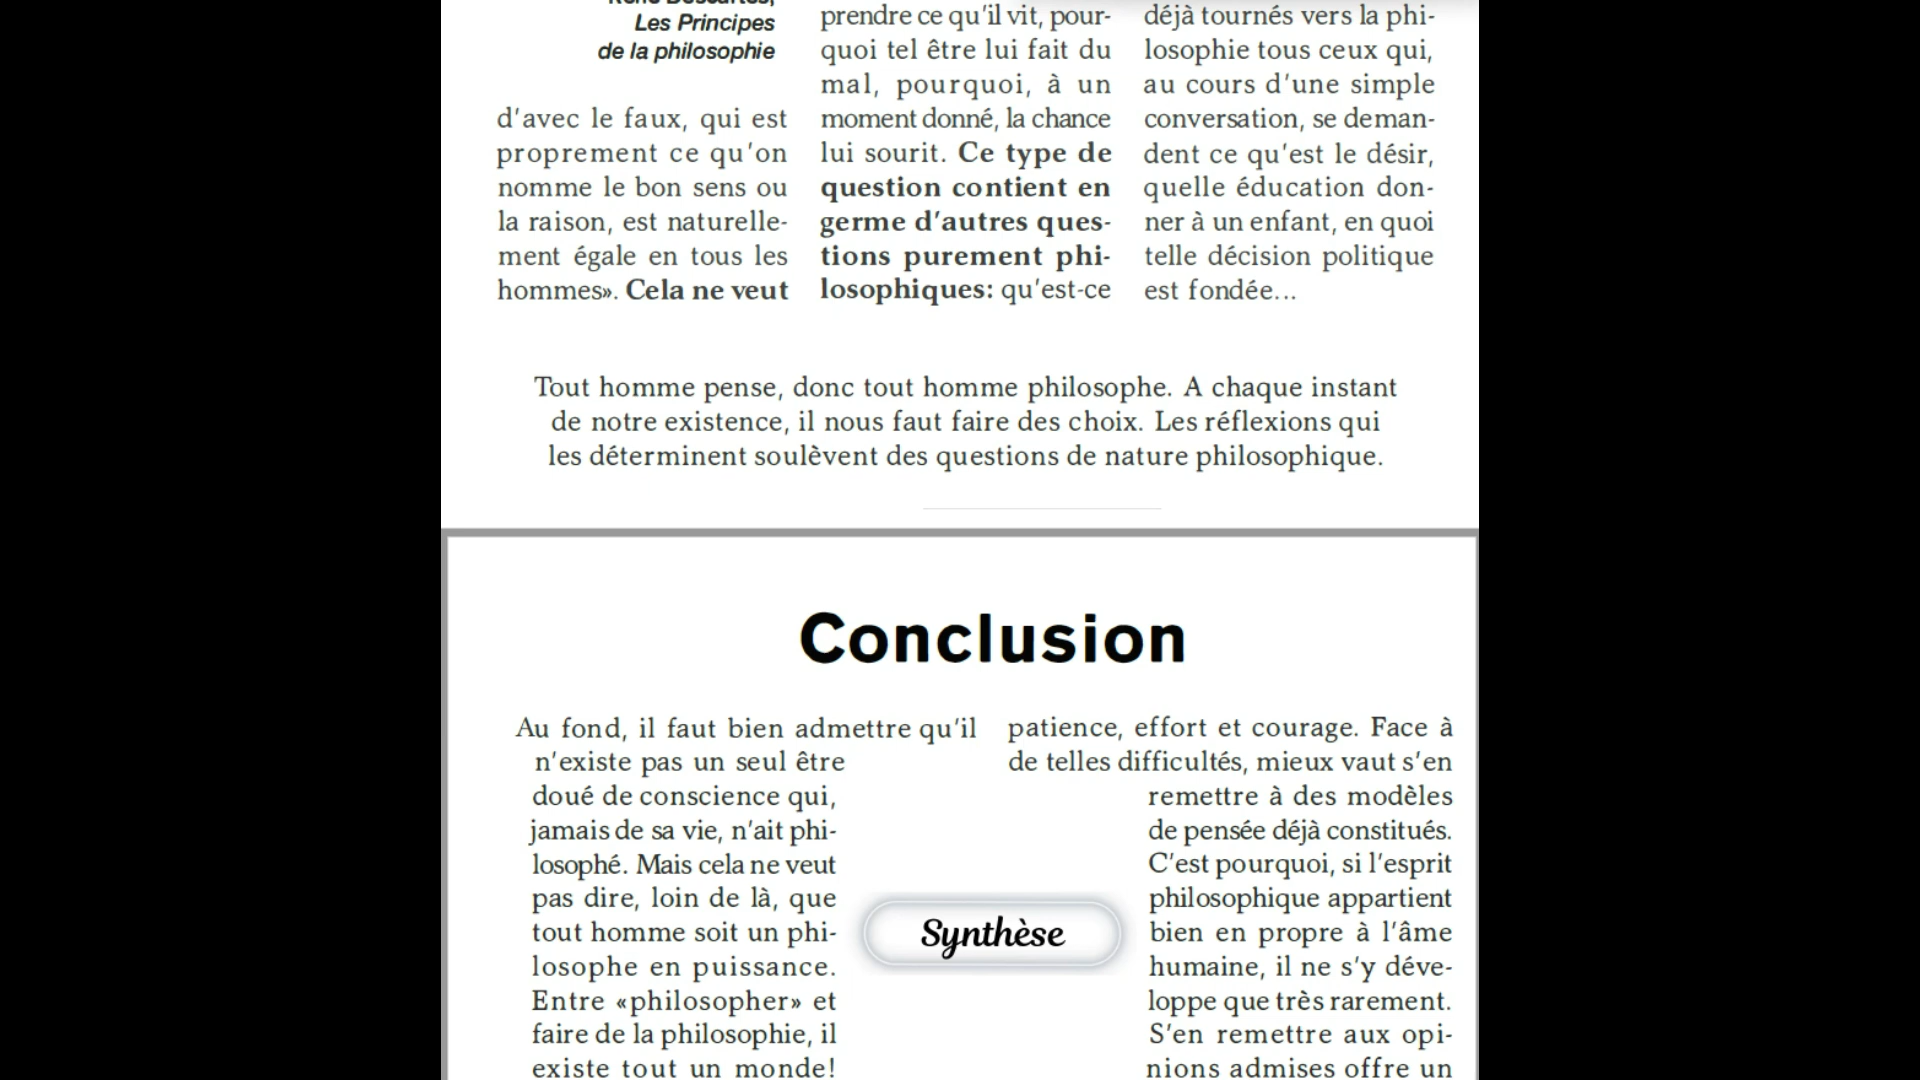 René Descartes,
Les Principes
de la philosophie
d'avec le faux, qui est
proprement ce qu'on
nomme le bon sens ou
la raison, est naturelle-
ment égale en tous les
hommes». Cela ne veut
prendre ce qu'il vit, pour-
quoi tel être lui fait du
mal, pourquoi, à un
moment donné, la chance
lui sourit. Ce type de
question contient en
germe d'autres ques-
tions purement phi-
losophiques: qu'est-ce
déjà tournés vers la phi-
losophie tous ceux qui,
au cours d'une simple
conversation, se deman-
dent ce qu'est le désir,
quelle éducation don-
ner à un enfant, en quoi
telle décision politique
est fondée...
Tout homme pense, donc tout homme philosophe. A chaque instant
de notre existence, il nous faut faire des choix. Les réflexions qui
les déterminent soulèvent des questions de nature philosophique.
Conclusion
Au fond, il faut bien admettre qu'il
n'existe pas un seul être
doué de conscience qui,
jamais de sa vie, n'ait phi-
losophé. Mais cela ne veut
pas dire, loin de là, que
tout homme soit un phi-
losophe en puissance.
Entre «philosopher» et
faire de la philosophie, il
existe tout un monde!
Synthèse
patience, effort et courage. Face à
de telles difficultés, mieux vaut s'en
remettre à des modèles
de pensée déjà constitués.
C'est pourquoi, si l'esprit
philosophique appartient
bien en propre à l'âme
humaine, il ne s'y déve-
loppe que très rarement.
S'en remettre aux opi-
nions admises offre un